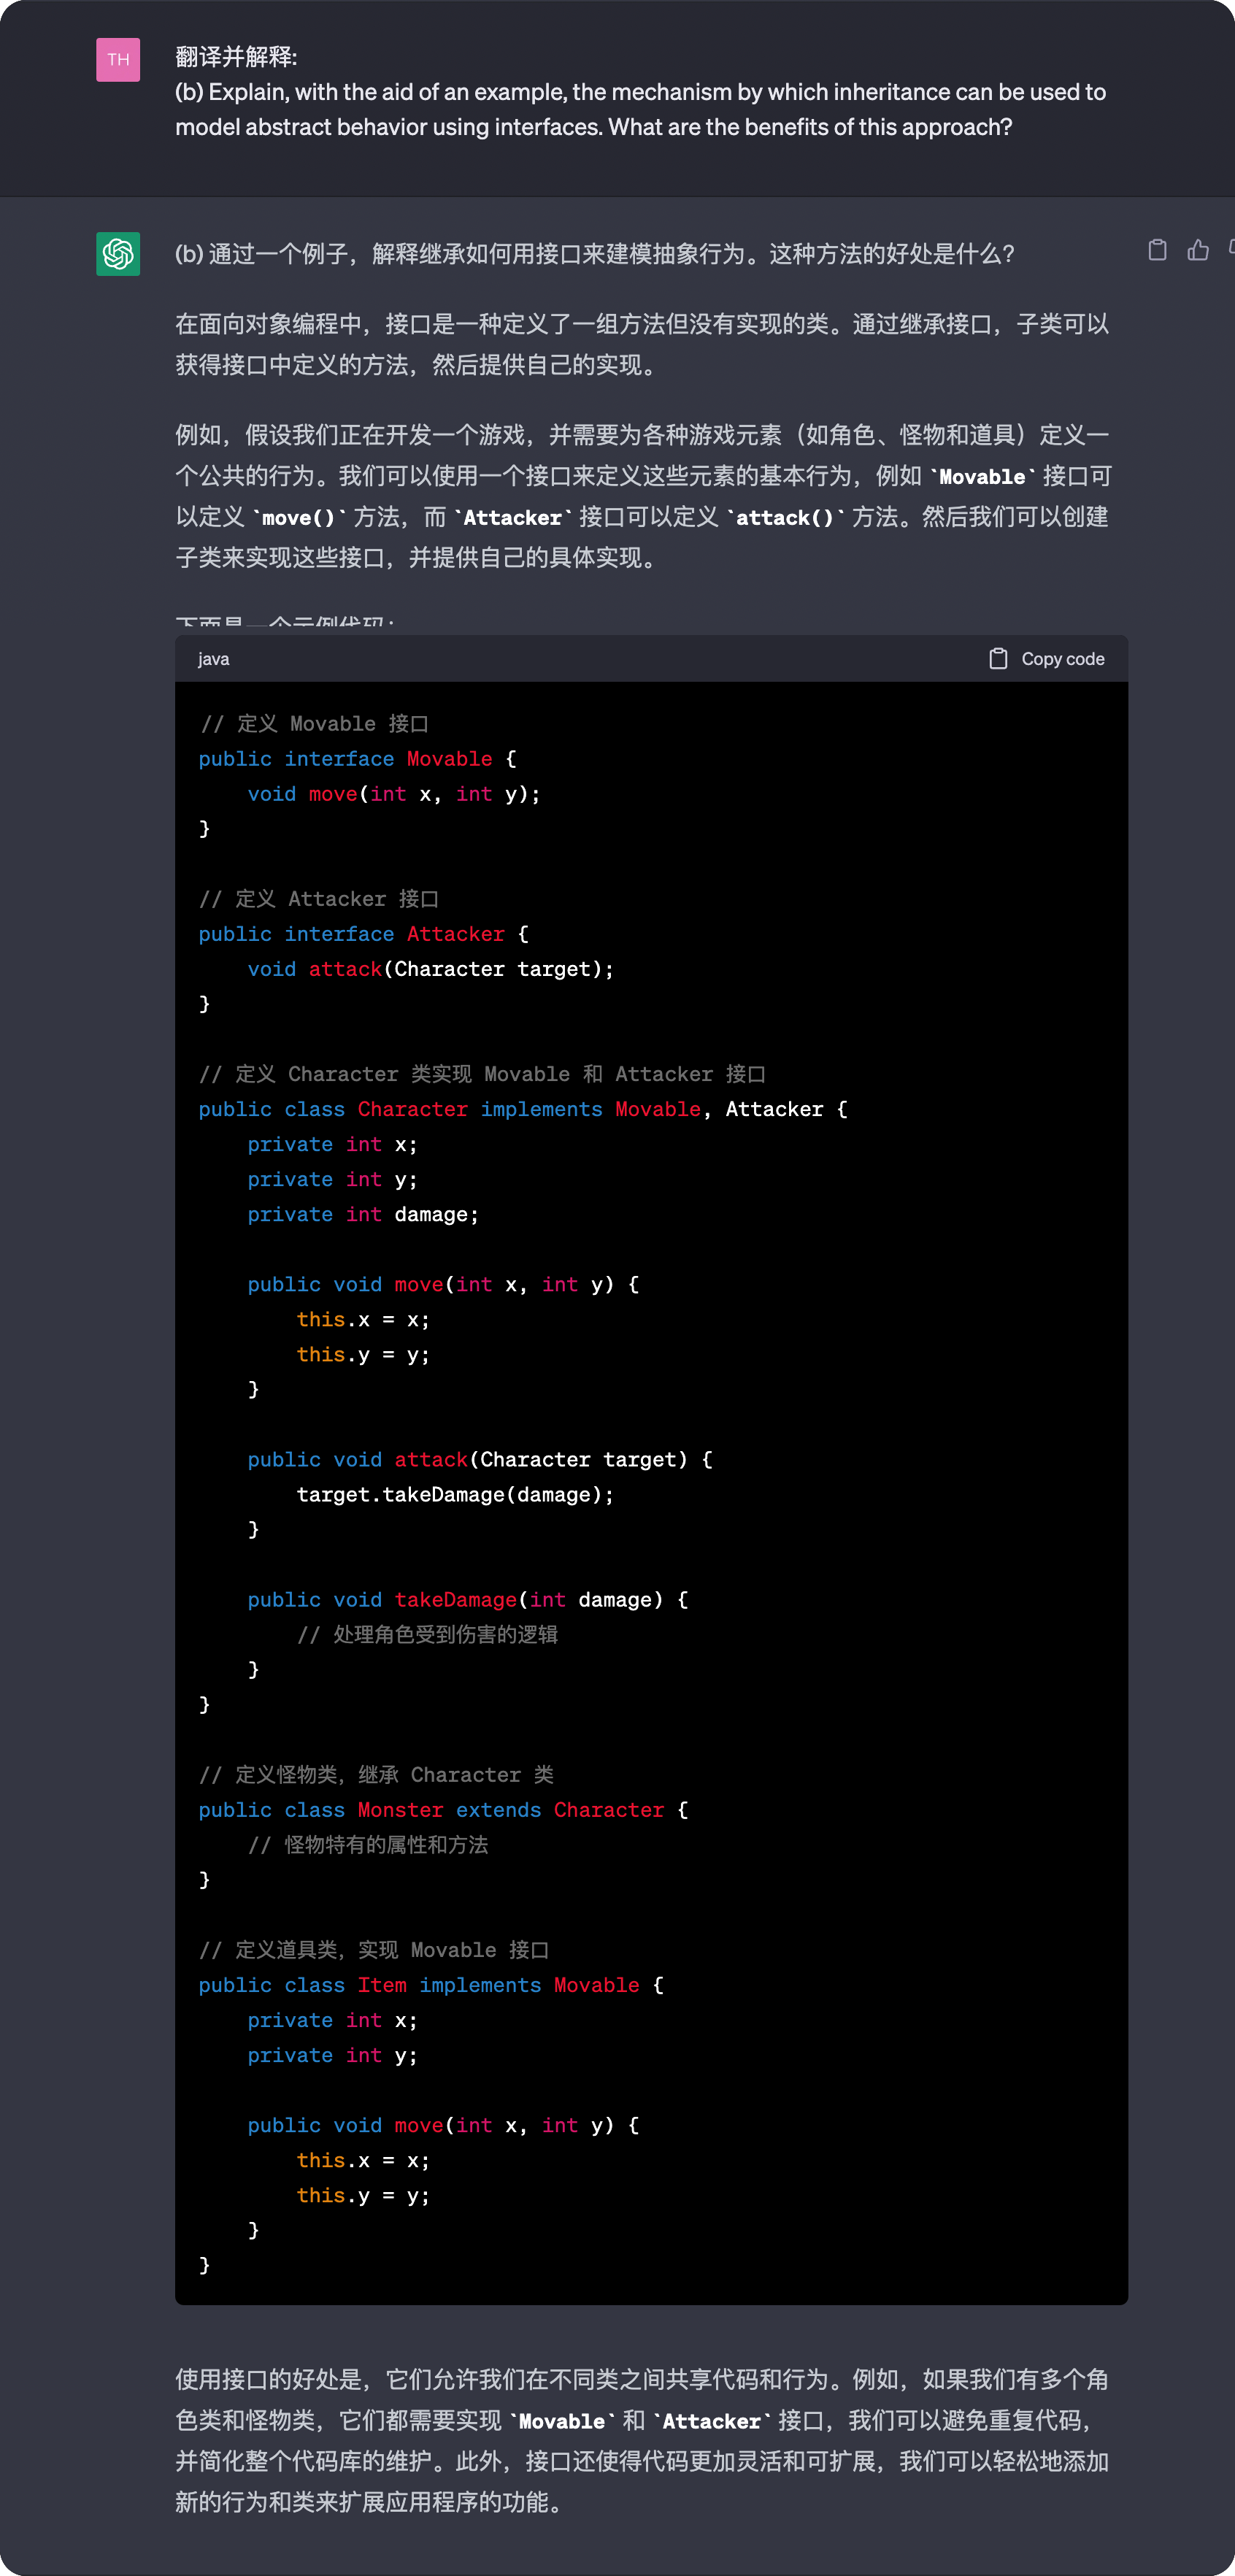 TH
翻译并解释:
(b) Explain, with the aid of an example, the mechanism by which inheritance can be used to
model abstract behavior using interfaces. What are the benefits of this approach?
(b) 通过一个例子，解释继承如何用接口来建模抽象行为。这种方法的好处是什么？
在面向对象编程中，接口是一种定义了一组方法但没有实现的类。通过继承接口，子类可以
获得接口中定义的方法，然后提供自己的实现。
例如，假设我们正在开发一个游戏，并需要为各种游戏元素（如角色、怪物和道具）定义一
个公共的行为。我们可以使用一个接口来定义这些元素的基本行为，例如 `Movable` 接口可
以定义 `move()` 方法，而 `Attacker` 接口可以定义 `attack()` 方法。然后我们可以创建
子类来实现这些接口，并提供自己的具体实现。
下面是一个示例代码：
java
Copy code
// 定义 Movable 接口
public interface Movable {
    void move(int x, int y);
}
// 定义 Attacker 接口
public interface Attacker {
    void attack(Character target);
}
// 定义 Character 类实现 Movable 和 Attacker 接口
public class Character implements Movable, Attacker {
    private int x;
    private int y;
    private int damage;
    public void move(int x, int y) {
        this.x = x;
        this.y = y;
    }
    public void attack(Character target) {
        target.takeDamage(damage);
    }
    public void takeDamage(int damage) {
        // 处理角色受到伤害的逻辑
    }
}
// 定义怪物类，继承 Character 类
public class Monster extends Character {
    // 怪物特有的属性和方法
}
// 定义道具类，实现 Movable 接口
public class Item implements Movable {
    private int x;
    private int y;
    public void move(int x, int y) {
        this.x = x;
        this.y = y;
    }
}
使用接口的好处是，它们允许我们在不同类之间共享代码和行为。例如，如果我们有多个角
色类和怪物类，它们都需要实现 `Movable` 和 `Attacker` 接口，我们可以避免重复代码，
并简化整个代码库的维护。此外，接口还使得代码更加灵活和可扩展，我们可以轻松地添加
新的行为和类来扩展应用程序的功能。